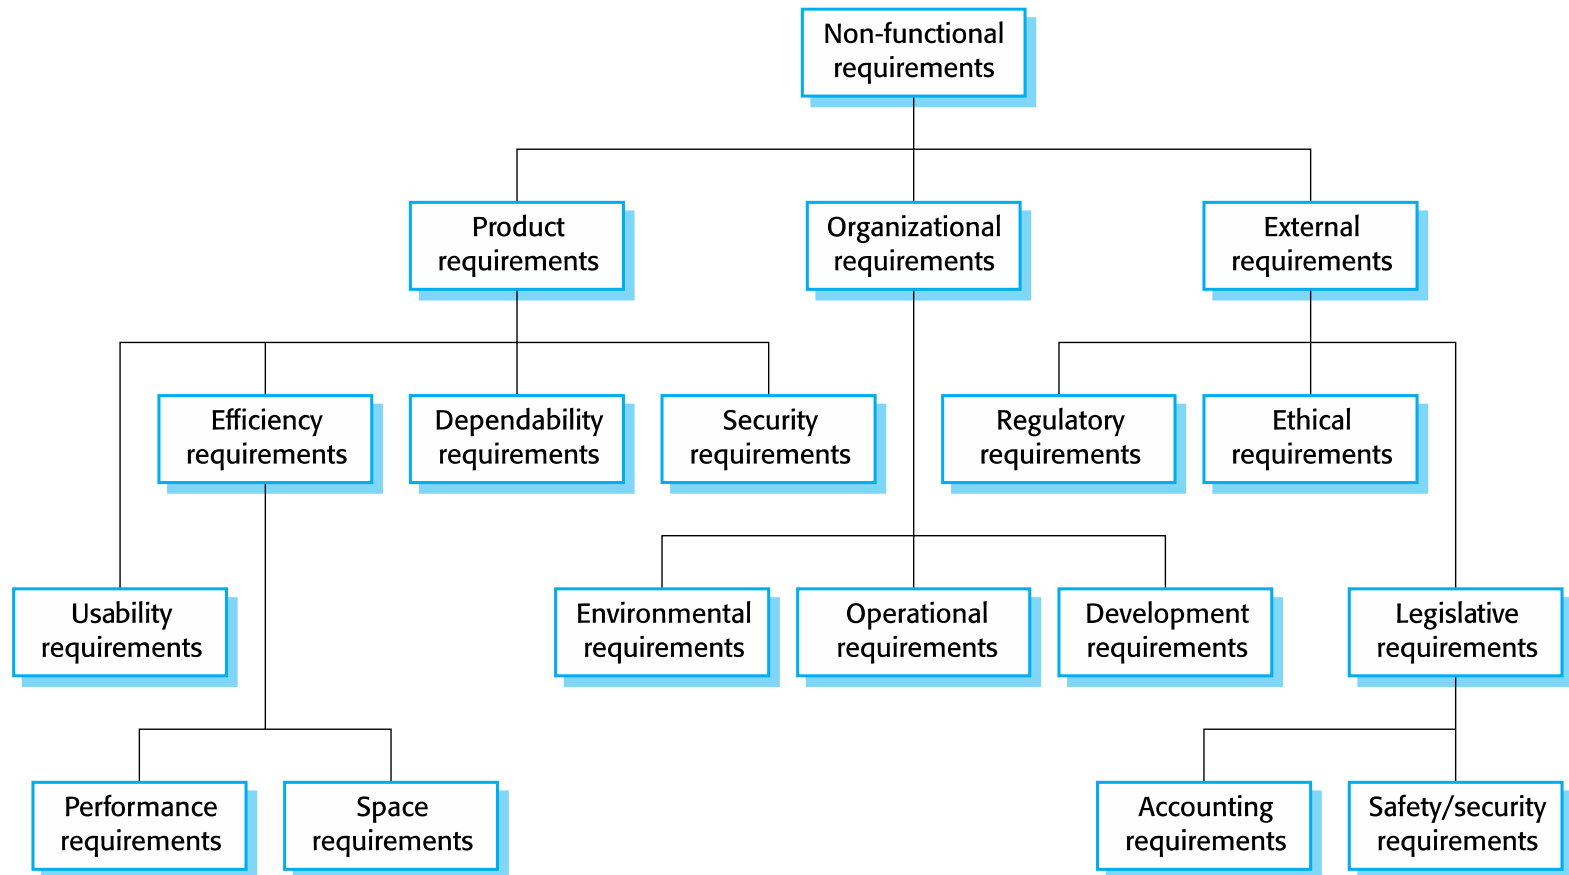 Non-functional
requirements
Product
requirements
Organizational
requirements
External
requirements
Efficiency
requirements
Dependability
requirements
Security
requirements
Regulatory
requirements
Ethical
requirements
Usability
requirements
Environmental
requirements
Operational
requirements
Development
requirements
Legislative
requirements
Performance
requirements
Space
requirements
Accounting
requirements
Safety/security
requirements